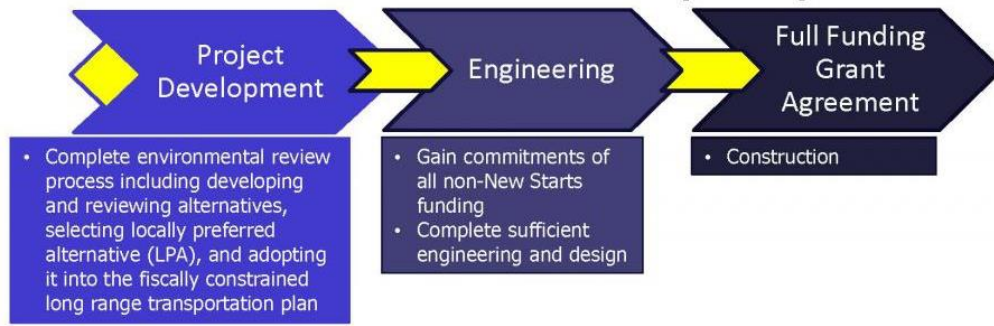 Project
Development
Engineering
Full Funding
Grant
Agreement
• Complete environmental review
process including developing
and reviewing alternatives,
selecting locally preferred
alternative (LPA), and adopting
it into the fiscally constrained
long range transportation plan
• Gain commitments of
all non-New Starts
funding
• Complete sufficient
engineering and design
• Construction